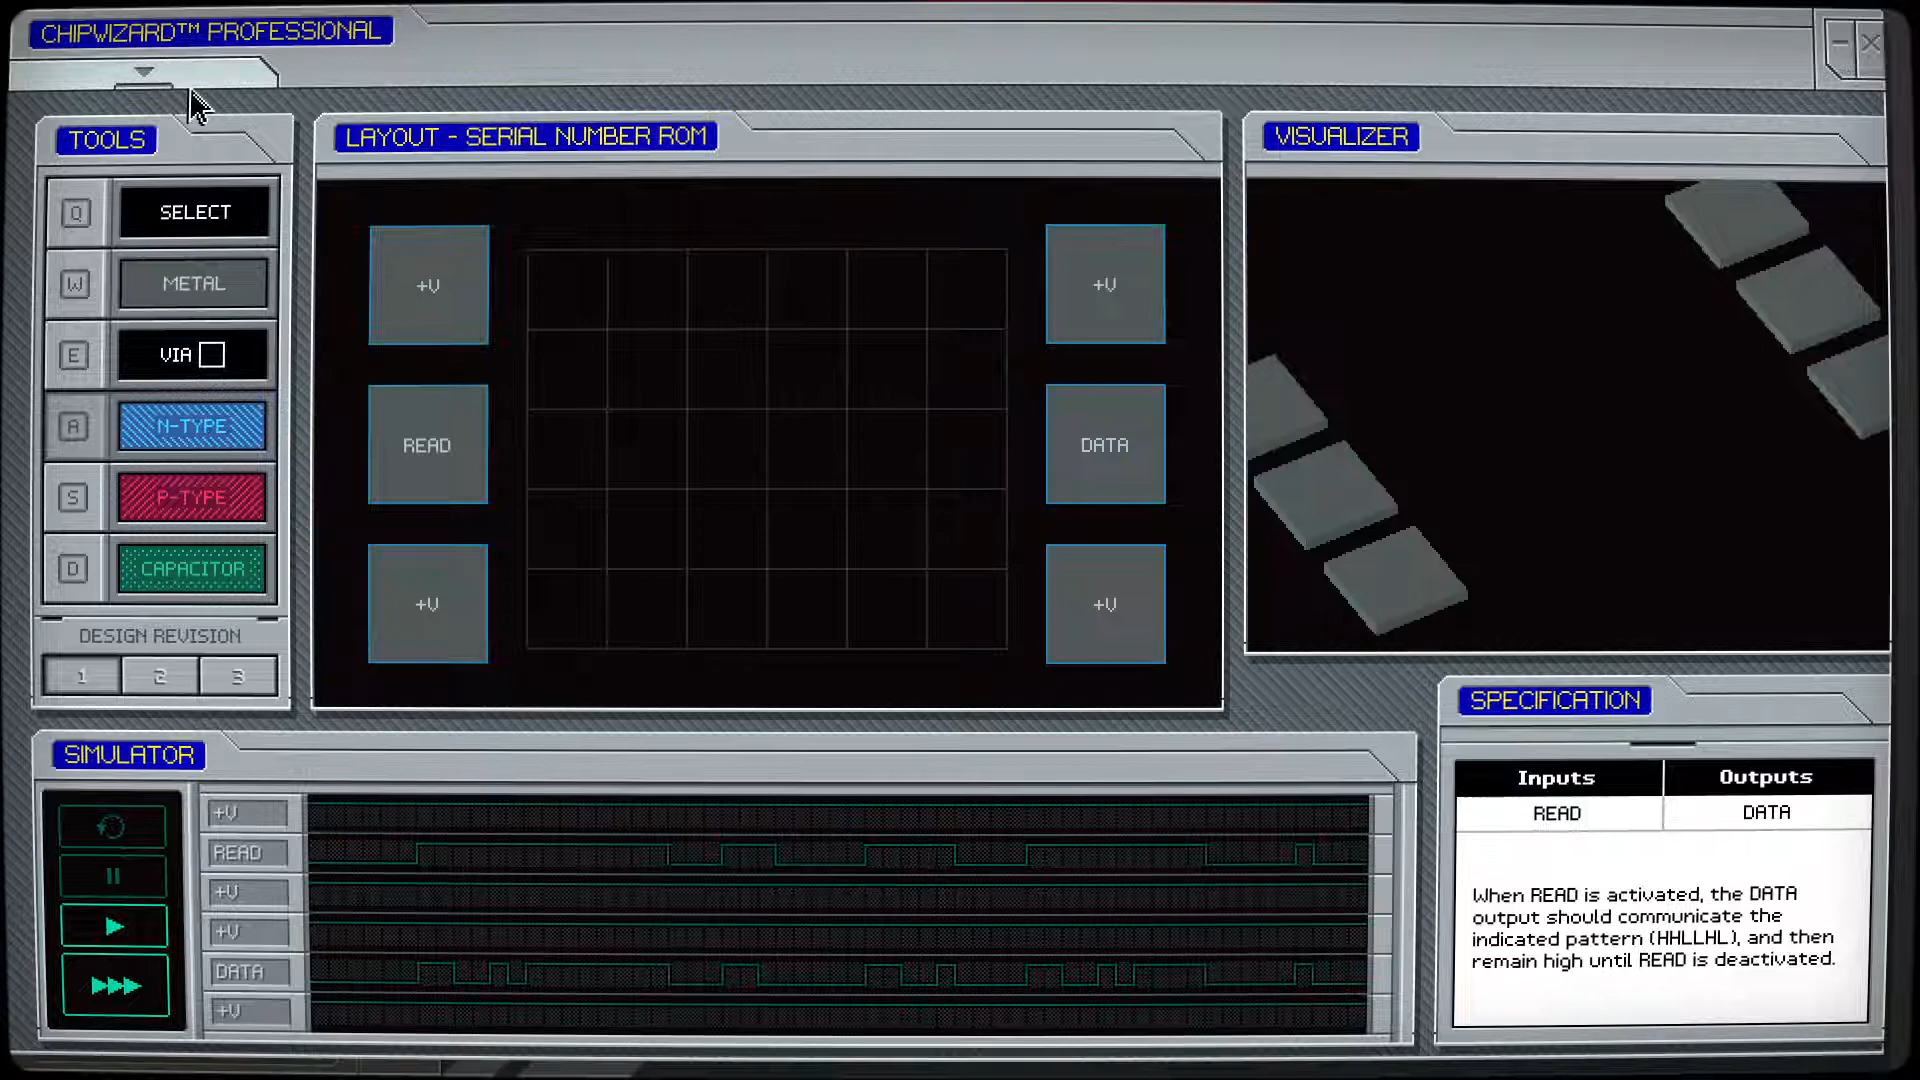 CHIPWIZARD™ PROFESSIONAL
TOOLS
Q SELECT
W METAL
E VIA
A N-TYPE
S P-TYPE
D CAPACITOR
DESIGN REVISION
1 2 3
LAYOUT - SERIAL NUMBER ROM
+V +V
READ DATA
+V +V
VISUALIZER
SIMULATOR
+V
READ
+V
+V
DATA
+V
SPECIFICATION
Inputs Outputs
READ DATA
When READ is activated, the DATA
output should communicate the
indicated pattern (HHLLHL), and then
remain high until READ is deactivated.